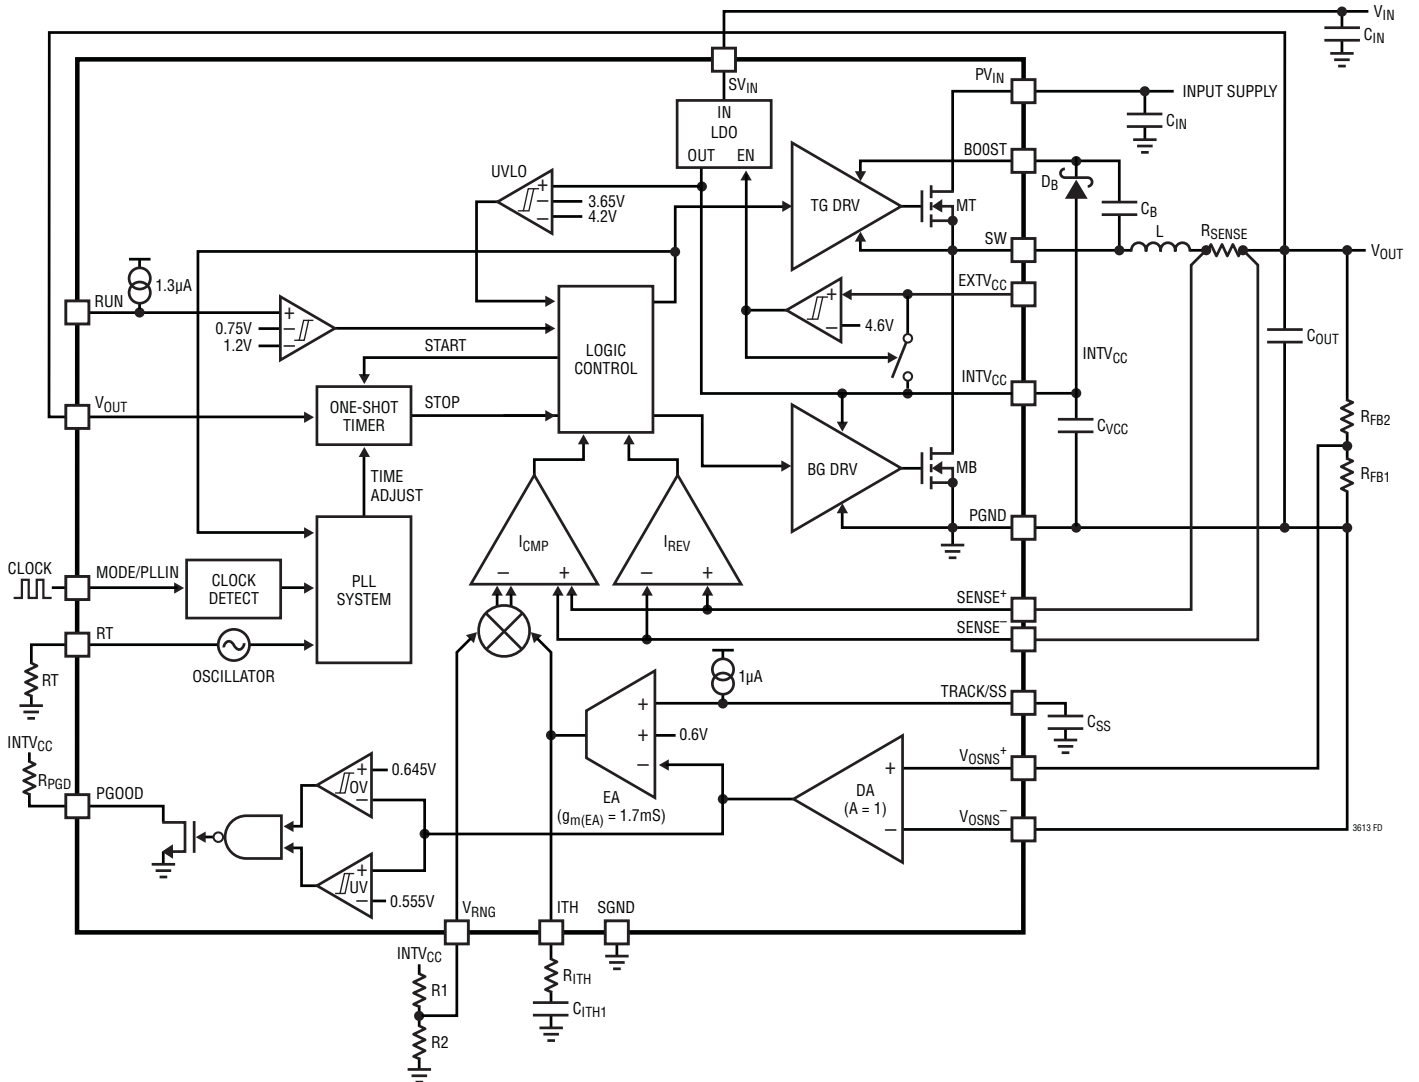 VIN
CIN
SVIN
PVIN
INPUT SUPPLY
CIN
IN
LDO
OUT EN
BOOST
UVLO
3.65V
4.2V
TG DRV
MT
DB
CB
SW
L
RSENSE
VOUT
1.3µA
RUN
0.75V
1.2V
EXTVCC
4.6V
LOGIC
CONTROL
START
COUT
INTVCC
INTVCC
VOUT
ONE-SHOT
TIMER
STOP
CVCC
RFB2
RFB1
TIME
ADJUST
BG DRV
MB
PGND
ICMP
– +
IREV
– +
CLOCK
MODE/PLLIN
CLOCK
DETECT
PLL
SYSTEM
SENSE+
SENSE–
RT
RT
OSCILLATOR
1µA
TRACK/SS
CSS
+
+
–
0.6V
EA
(gm(EA) = 1.7mS)
DA
(A = 1)
+
–
VOSNS+
VOSNS–
3613 FD
INTVCC
RPGD
PGOOD
+
OV
–
0.645V
+
UV
–
0.555V
VRNG
ITH
SGND
INTVCC
R1
R2
RITH
CITH1